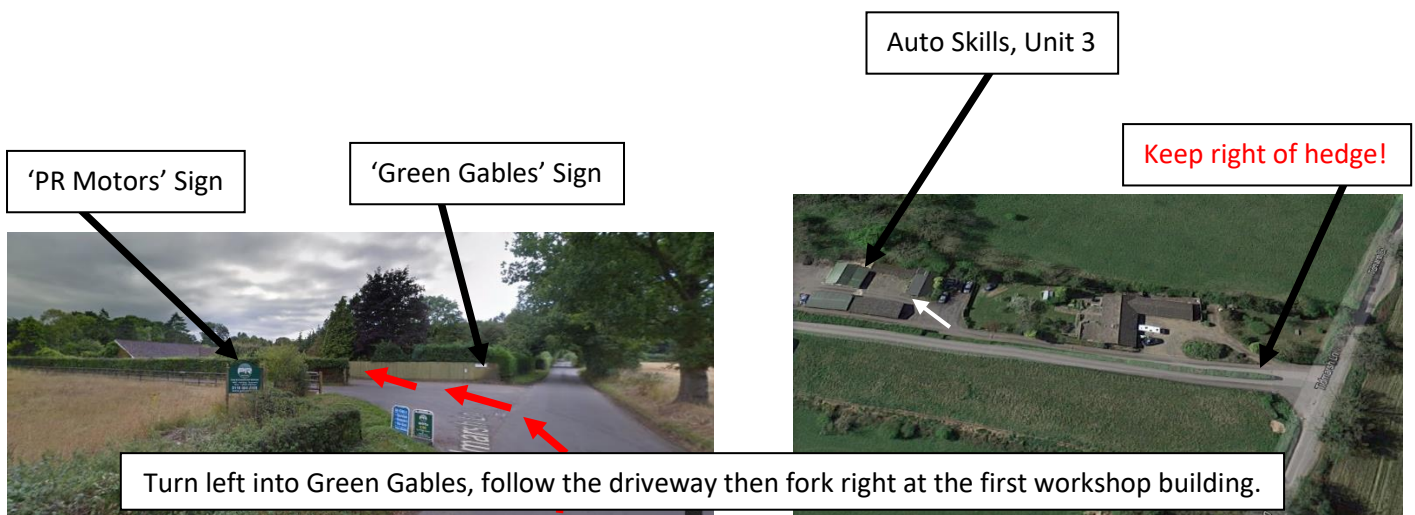 Auto Skills, Unit 3
Keep right of hedge!
‘PR Motors’ Sign
‘Green Gables’ Sign
Turn left into Green Gables, follow the driveway then fork right at the first workshop building.